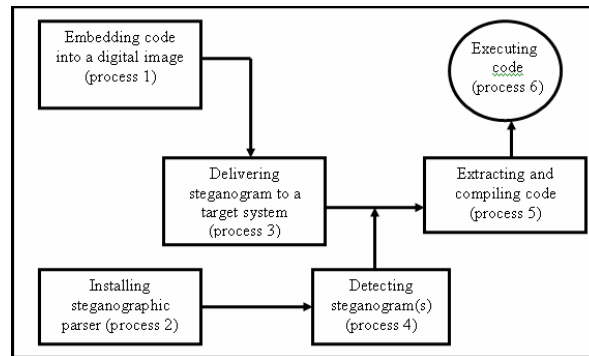 Embedding code
into a digital image
(process 1)
Executing
code
(process 6)
Delivering
steganogram to a
target system
(process 3)
Extracting and
compiling code
(process 5)
Installing
steganographic
parser (process 2)
Detecting
steganogram(s)
(process 4)